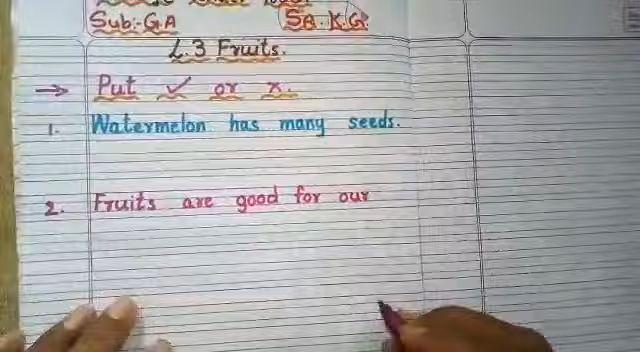 Sub:- G.A Sr. K.G.
L.3 Fruits.
→ Put ✓ or x.
1. Watermelon has many seeds.
2. Fruits are good for our